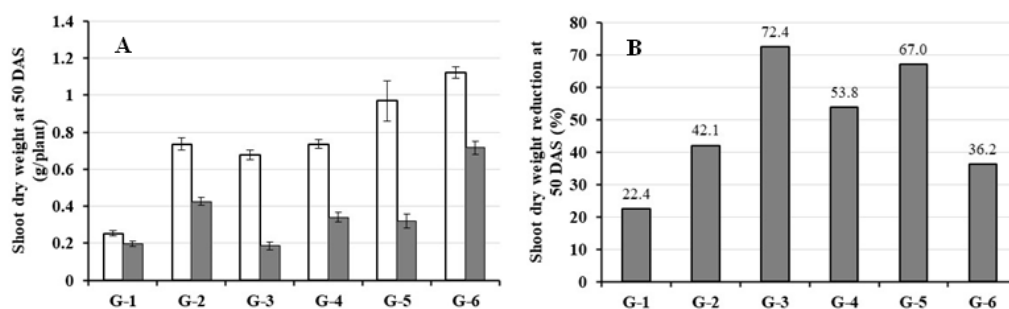 A
Shoot dry weight at 50 DAS
(g/plant)
1.4
1.2
1
0.8
0.6
0.4
0.2
0
G-1 G-2 G-3 G-4 G-5 G-6
B
Shoot dry weight reduction at
50 DAS (%)
80
70
60
50
40
30
20
10
0
22.4
42.1
72.4
53.8
67.0
36.2
G-1 G-2 G-3 G-4 G-5 G-6